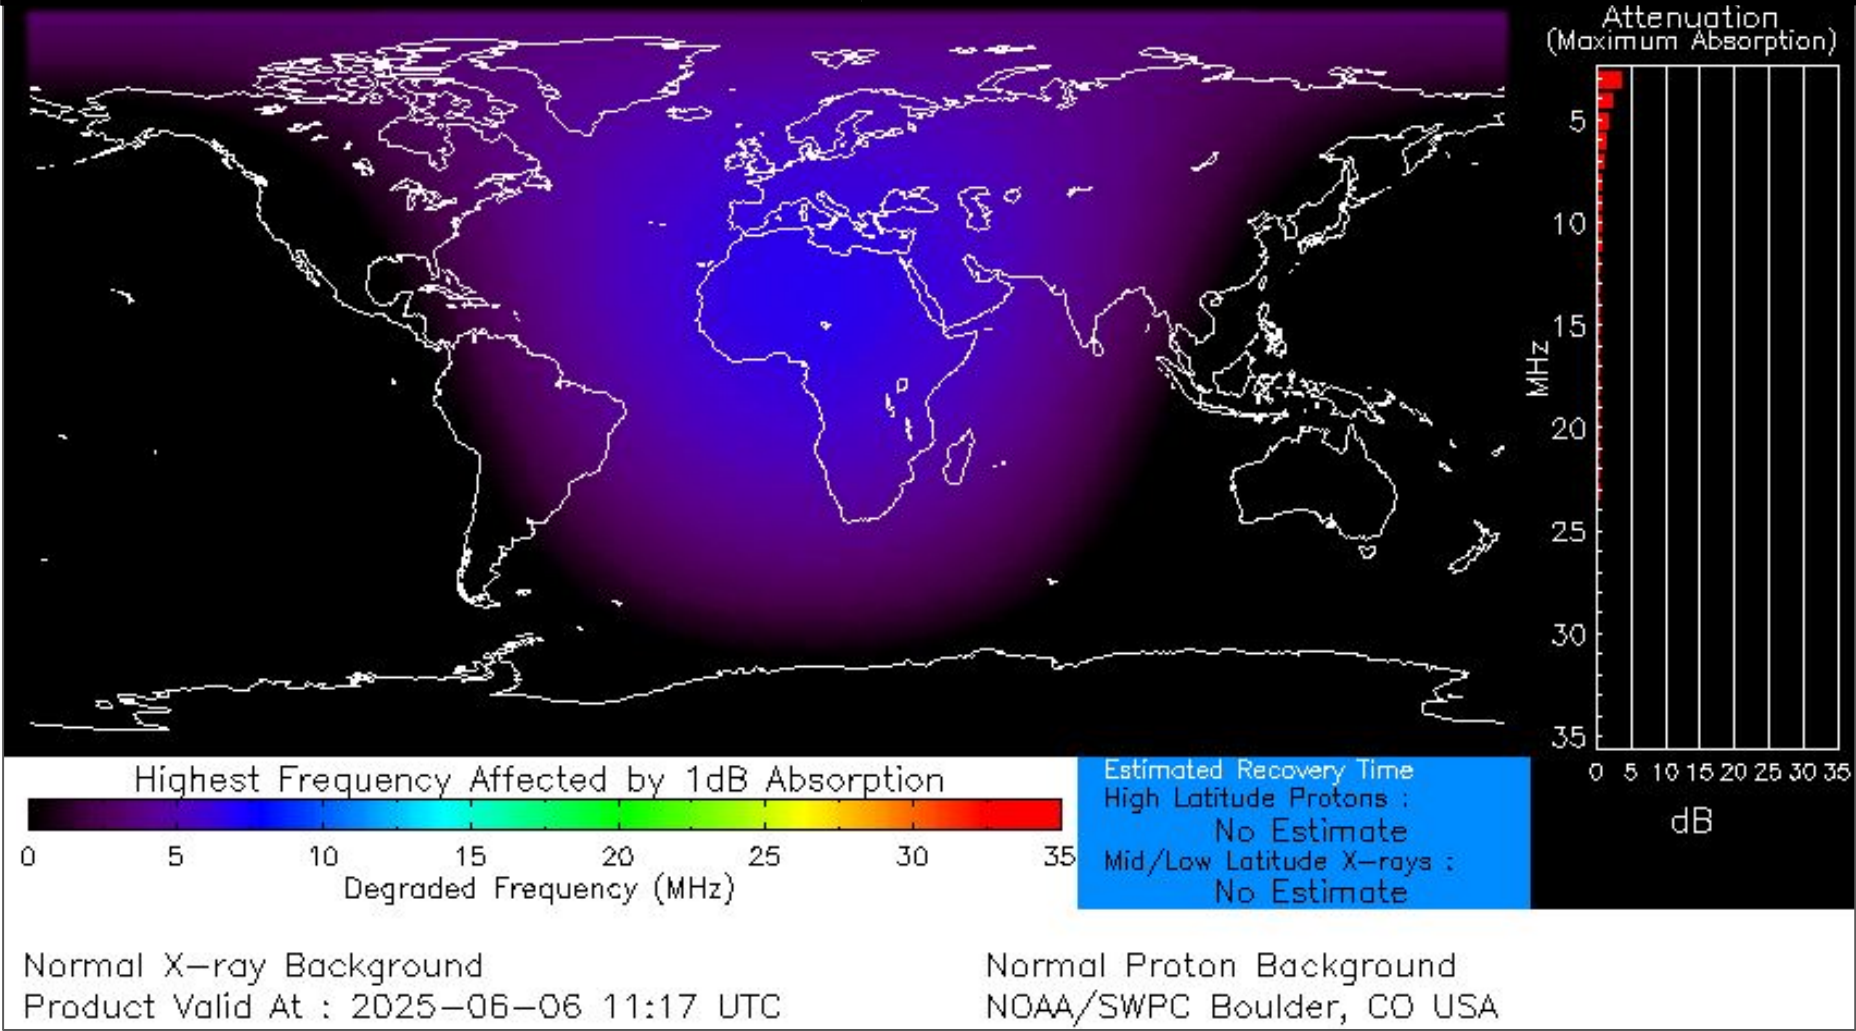 Attenuation
(Maximum Absorption)
5
10
15
20
25
30
35
MHz
0 5 10 15 20 25 30 35
dB
Highest Frequency Affected by 1dB Absorption
0 5 10 15 20 25 30 35
Degraded Frequency (MHz)
Estimated Recovery Time
High Latitude Protons :
No Estimate
Mid/Low Latitude X-rays :
No Estimate
Normal X-ray Background
Product Valid At : 2025-06-06 11:17 UTC
Normal Proton Background
NOAA/SWPC Boulder, CO USA